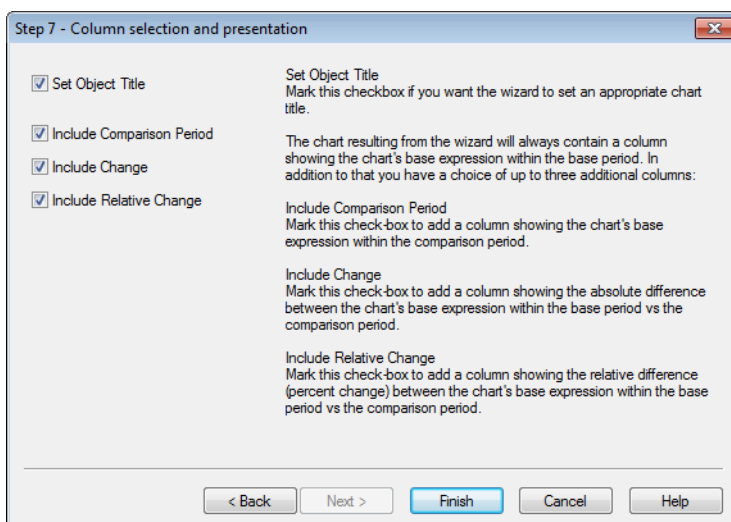 Step 7 - Column selection and presentation
Set Object Title
Include Comparison Period
Include Change
Include Relative Change
Set Object Title
Mark this checkbox if you want the wizard to set an appropriate chart
title.
The chart resulting from the wizard will always contain a column
showing the chart's base expression within the base period. In
addition to that you have a choice of up to three additional columns:
Include Comparison Period
Mark this check-box to add a column showing the chart's base
expression within the comparison period.
Include Change
Mark this check-box to add a column showing the absolute difference
between the chart's base expression within the base period vs the
comparison period.
Include Relative Change
Mark this check-box to add a column showing the relative difference
(percent change) between the chart's base expression within the base
period vs the comparison period.
< Back Next > Finish Cancel Help